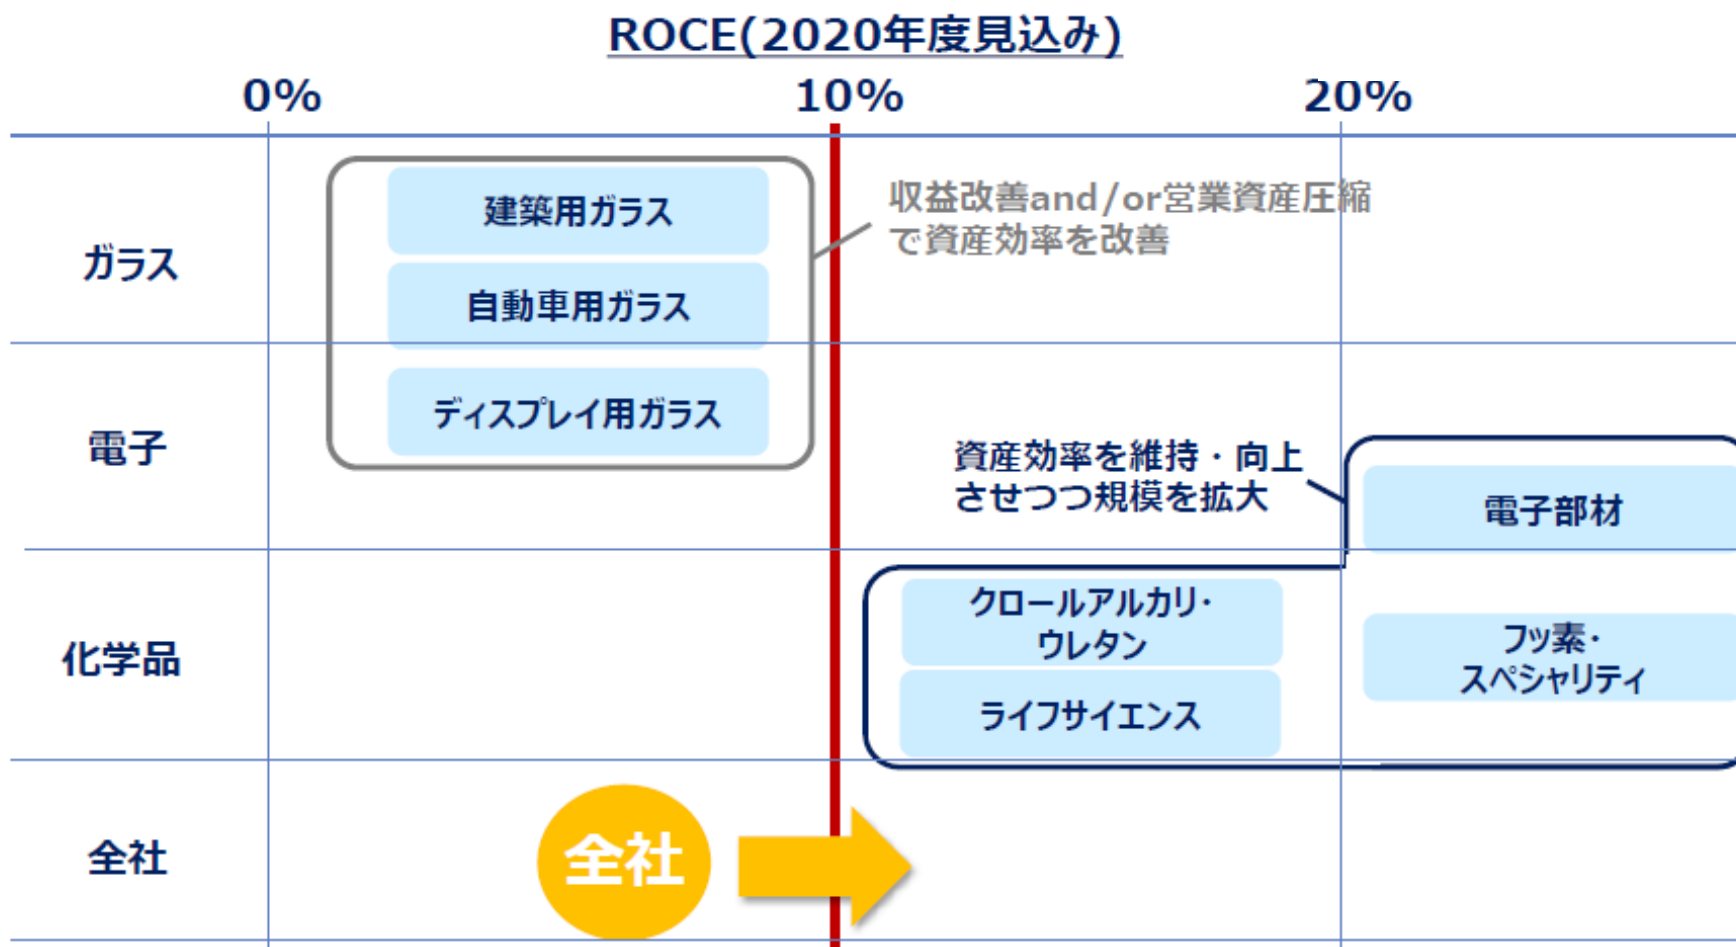 ROCE(2020年度見込み)
0%
10%
20%
ガラス
建築用ガラス
自動車用ガラス
収益改善and/or営業資産圧縮
で資産効率を改善
電子
ディスプレイ用ガラス
資産効率を維持・向上
させつつ規模を拡大
電子部材
化学品
クロールアルカリ・
ウレタン
ライフサイエンス
フッ素・
スペシャリティ
全社
全社